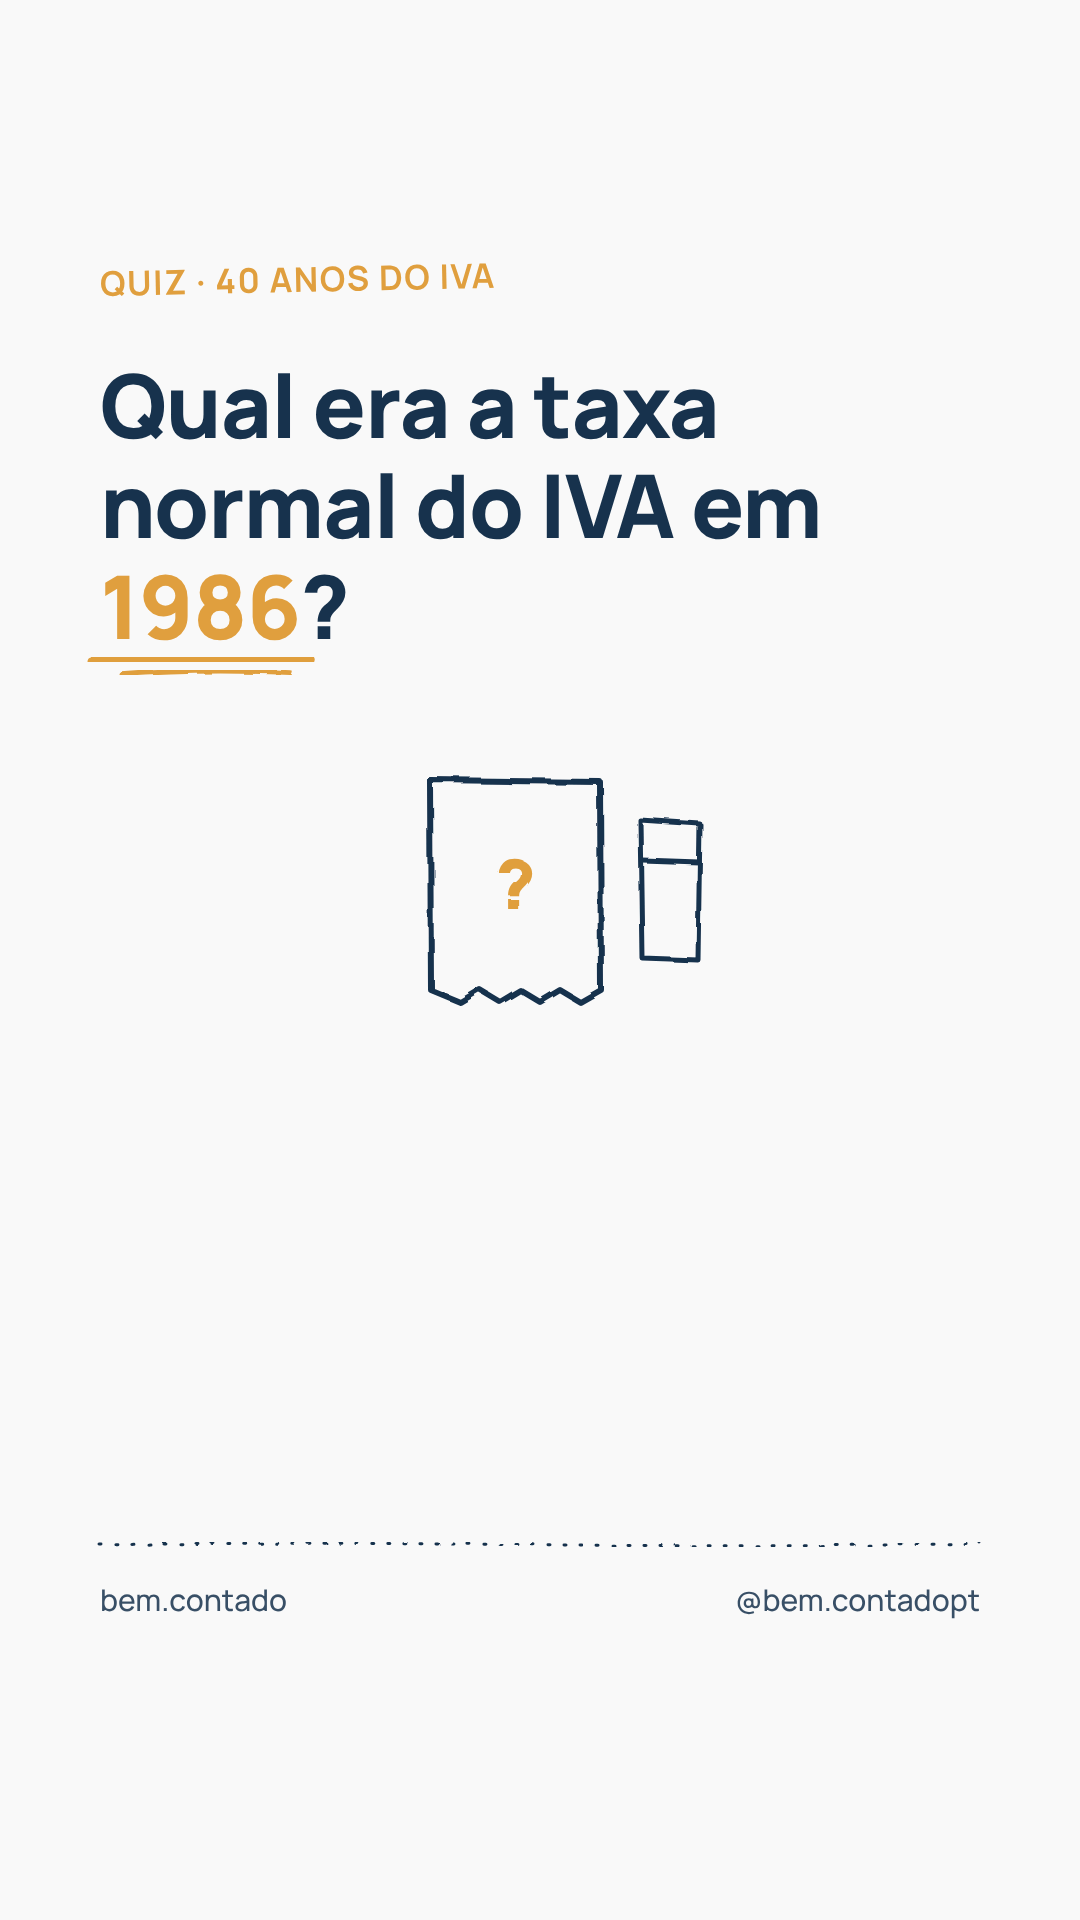 QUIZ · 40 ANOS DO IVA
Qual era a taxa
normal do IVA em
1986?
?
bem.contado
@bem.contadopt